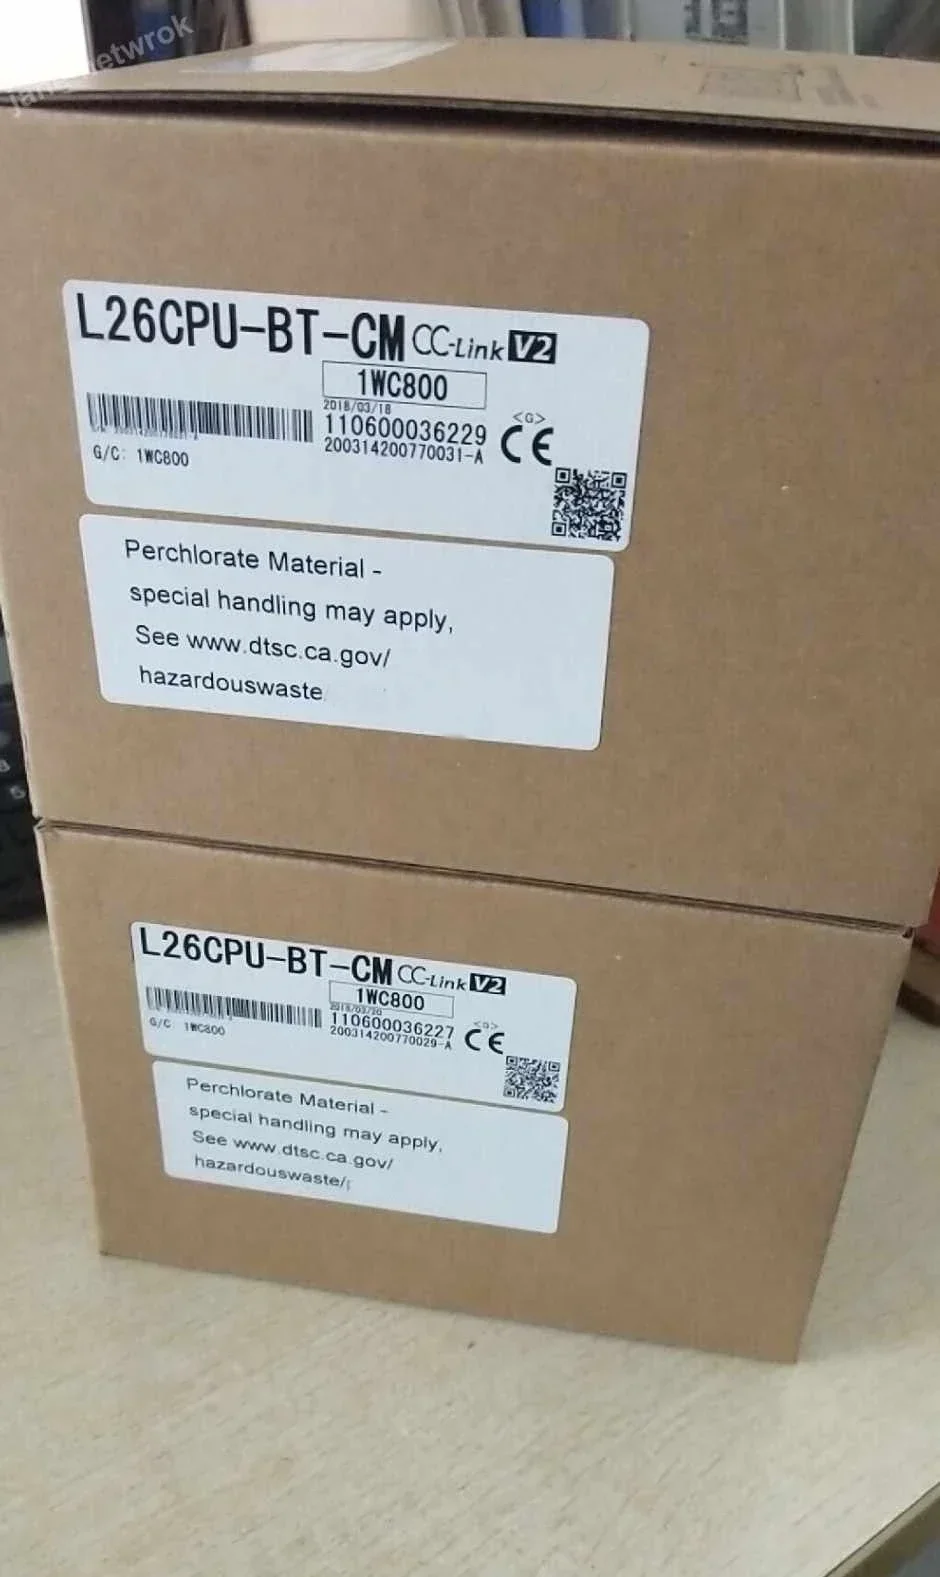 L26CPU-BT-CM CC-Link V2
1WC800
2018/03/18
110600036229
200314200770031-A
<G>
CE
G/C: 1WC800
Perchlorate Material -
special handling may apply,
See www.dtsc.ca.gov/
hazardouswaste
L26CPU-BT-CM CC-Link V2
1WC800
110600036227
200314200770029-A
<G>
CE
G/C 1WC800
Perchlorate Material -
special handling may apply,
See www.dtsc.ca.gov/
hazardouswaste/